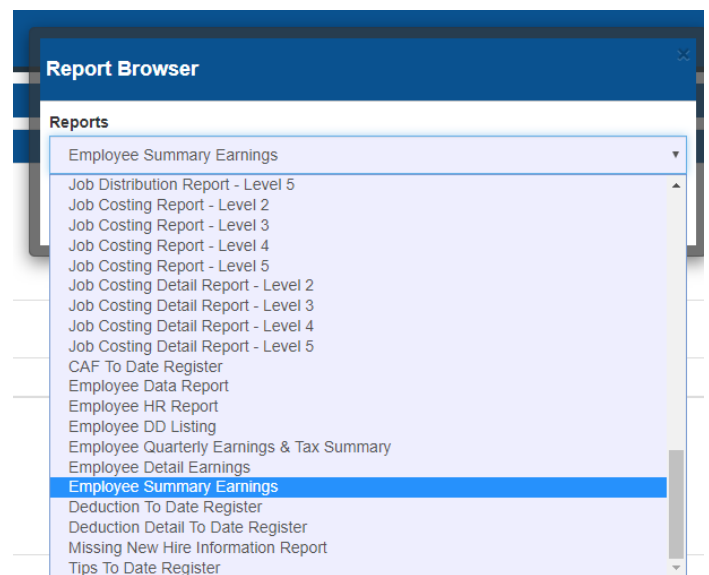 Report Browser
Reports
Employee Summary Earnings
Job Distribution Report - Level 5
Job Costing Report - Level 2
Job Costing Report - Level 3
Job Costing Report - Level 4
Job Costing Report - Level 5
Job Costing Detail Report - Level 2
Job Costing Detail Report - Level 3
Job Costing Detail Report - Level 4
Job Costing Detail Report - Level 5
CAF To Date Register
Employee Data Report
Employee HR Report
Employee DD Listing
Employee Quarterly Earnings & Tax Summary
Employee Detail Earnings
Employee Summary Earnings
Deduction To Date Register
Deduction Detail To Date Register
Missing New Hire Information Report
Tips To Date Register